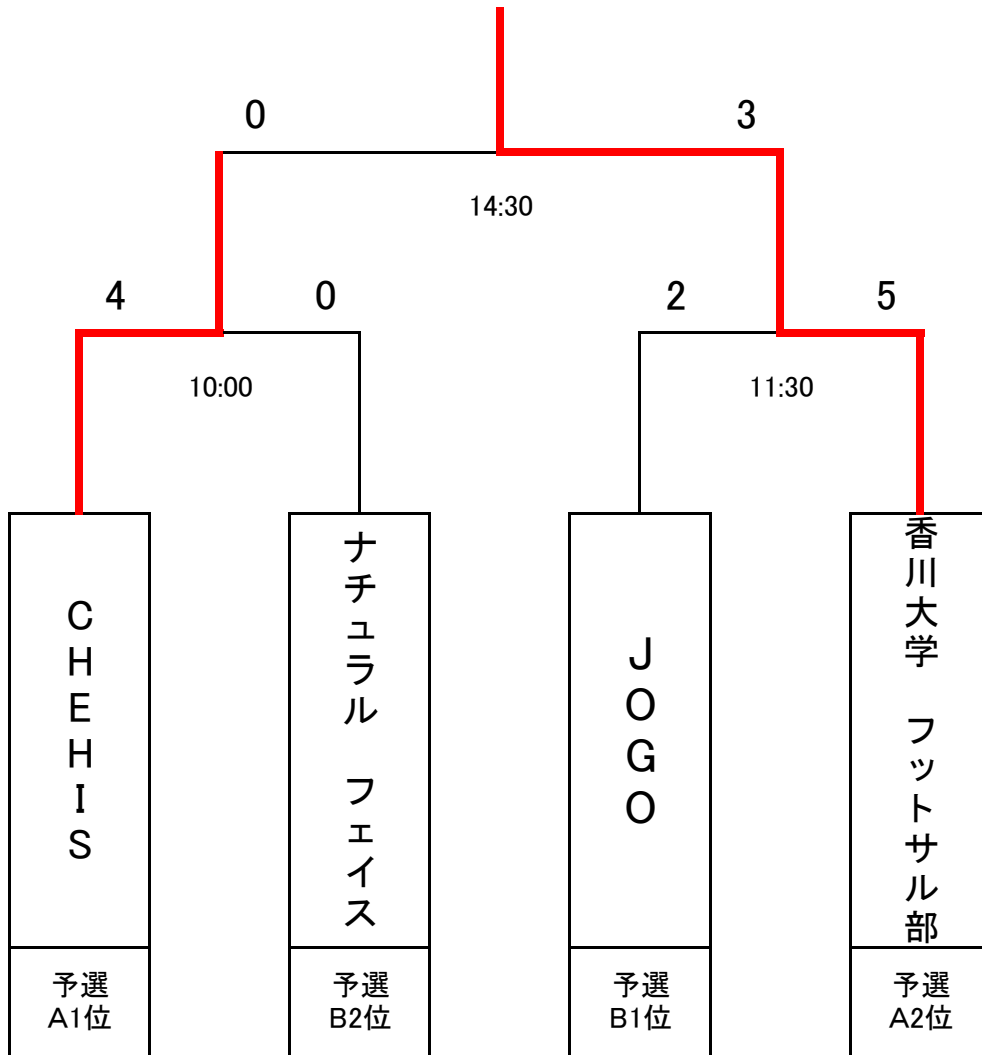 0
3
14:30
4
0
2
5
10:00
11:30
CHEHIS
ナチュラル フェイス
JOGO
香川大学 フットサル部
予選
A1位
予選
B2位
予選
B1位
予選
A2位